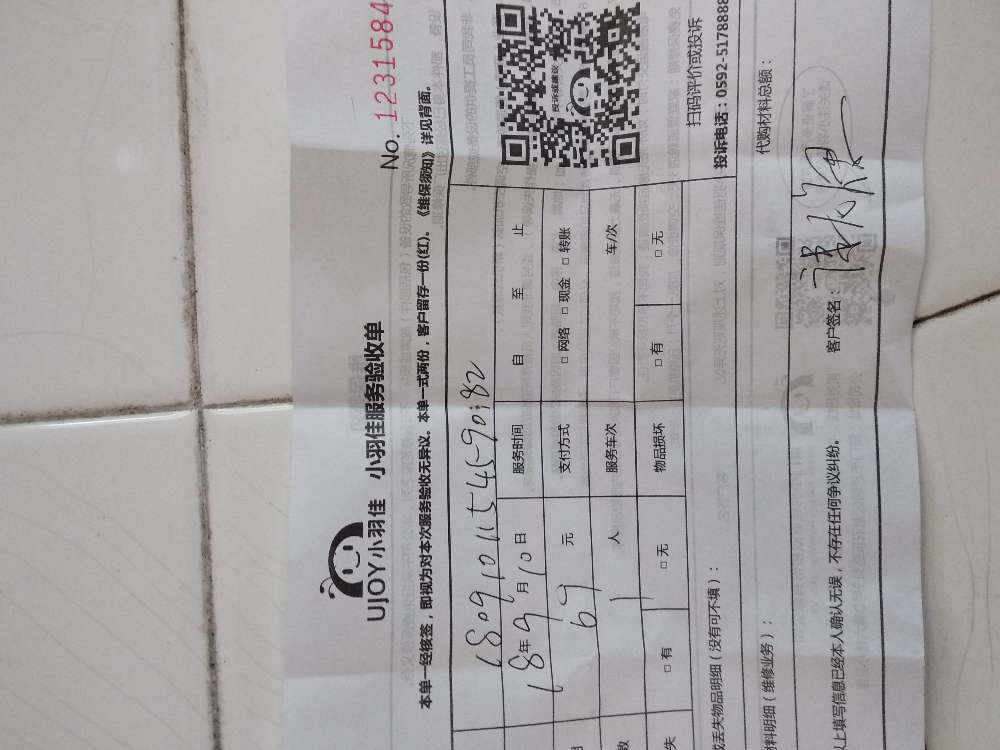 UJOY小羽佳 小羽佳服务验收单
No. 1231584
本单一经核签，即视为对本次服务验收无异议。本单一式两份，客户留存一份(红)。《维保须知》详见背面。
18年9月10日 服务时间 自 至 止
69 元 支付方式 □ 网络 □ 现金 □ 转账
1 人 服务车次 车/次
□ 有 □ 无 物品损坏 □ 有 □ 无
投诉或建议
扫码评价或投诉
丢失物品明细（没有可不填）：
投诉电话：0592-5178888
料明细（维修业务）：
代购材料总额：
上填写信息已经本人确认无误，不存在任何争议纠纷。
客户签名：